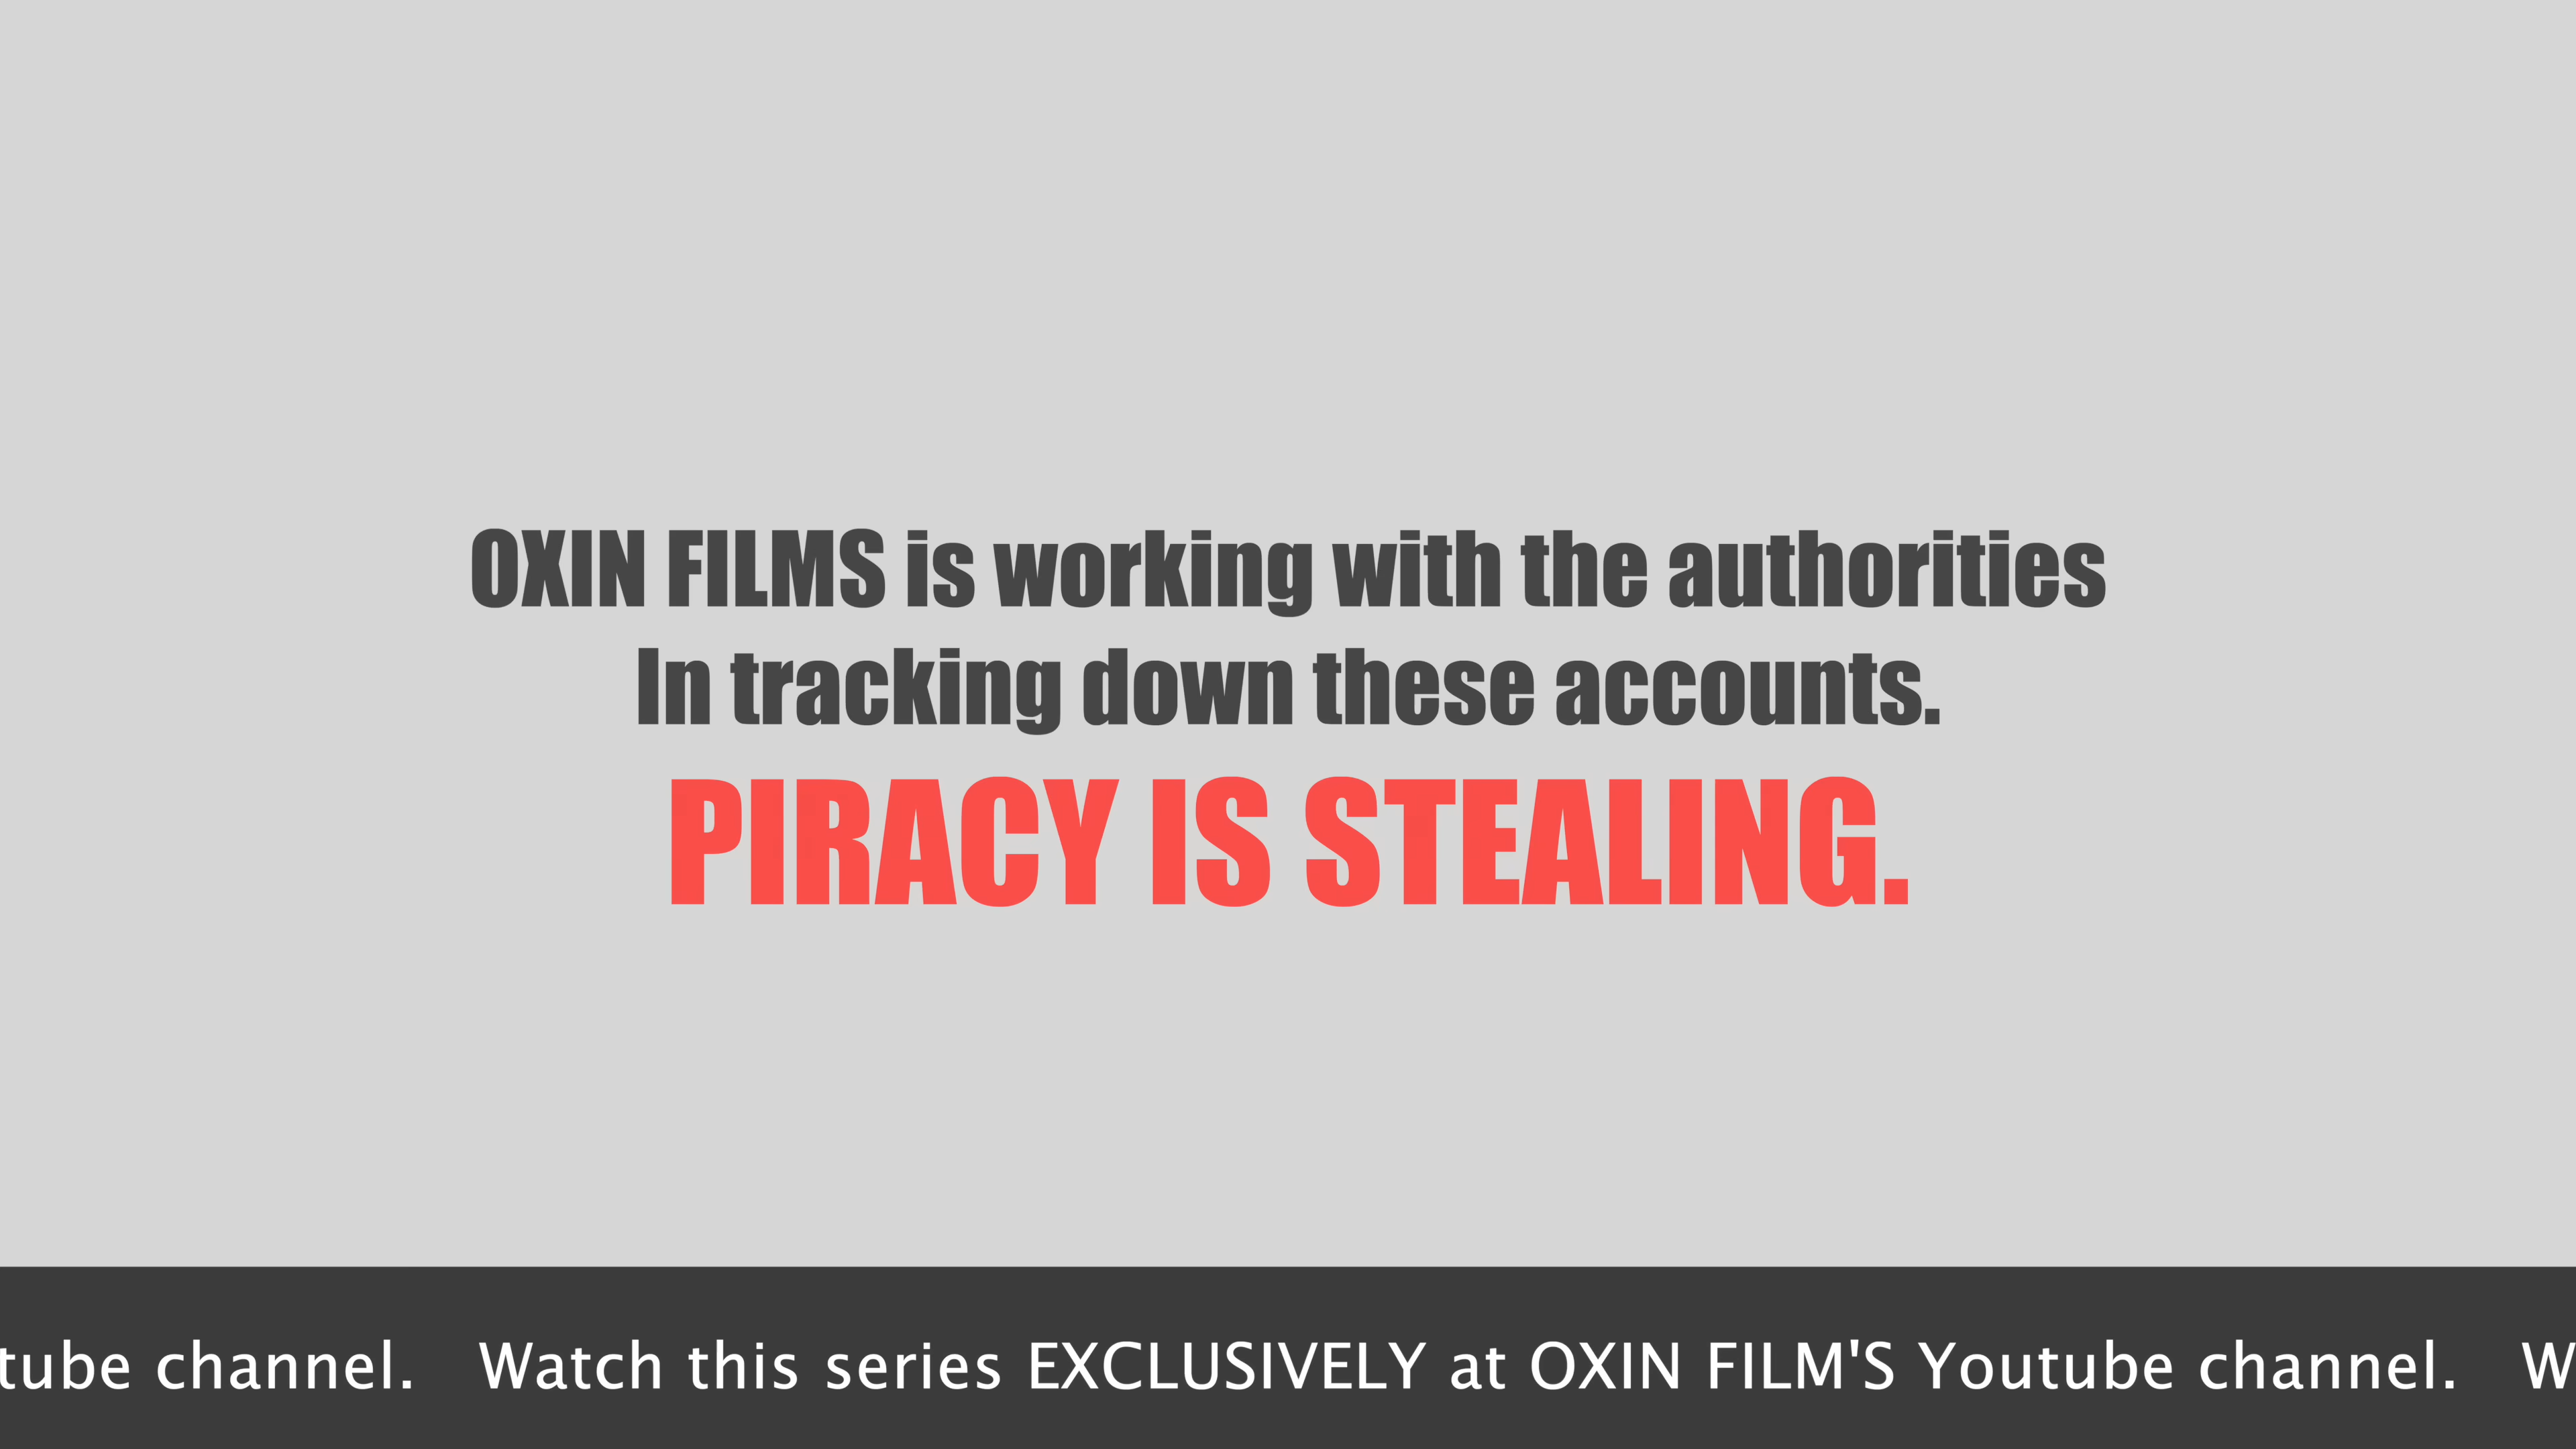 OXIN FILMS is working with the authorities
In tracking down these accounts.
PIRACY IS STEALING.
tube channel. Watch this series EXCLUSIVELY at OXIN FILM'S Youtube channel. W